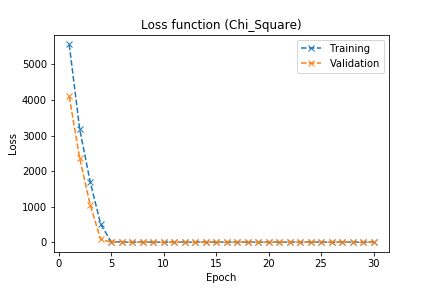 Loss function (Chi_Square)
Training
Validation
Loss
5000
4000
3000
2000
1000
0
0 5 10 15 20 25 30
Epoch